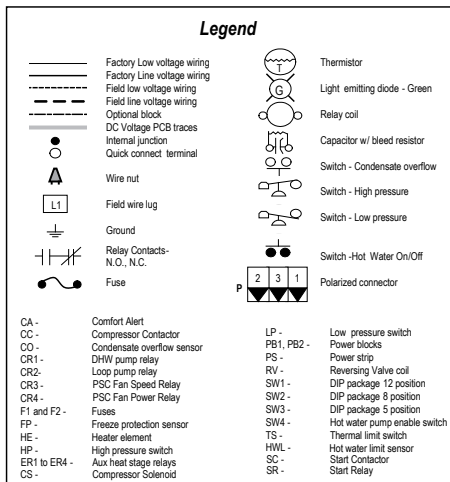 Legend
Factory Low voltage wiring
Factory Line voltage wiring
Field low voltage wiring
Field line voltage wiring
Optional block
DC Voltage PCB traces
Internal junction
Quick connect terminal
Wire nut
L1 Field wire lug
Ground
Relay Contacts-
N.O., N.C.
Fuse
T Thermistor
G Light emitting diode - Green
Relay coil
Capacitor w/ bleed resistor
Switch - Condensate overflow
Switch - High pressure
Switch - Low pressure
Switch -Hot Water On/Off
P 2 3 1 Polarized connector
CA - Comfort Alert
CC - Compressor Contactor
CO - Condensate overflow sensor
CR1 - DHW pump relay
CR2- Loop pump relay
CR3 - PSC Fan Speed Relay
CR4 - PSC Fan Power Relay
F1 and F2 - Fuses
FP - Freeze protection sensor
HE - Heater element
HP - High pressure switch
ER1 to ER4 - Aux heat stage relays
CS - Compressor Solenoid
LP - Low pressure switch
PB1, PB2 - Power blocks
PS - Power strip
RV - Reversing Valve coil
SW1 - DIP package 12 position
SW2 - DIP package 8 position
SW3 - DIP package 5 position
SW4 - Hot water pump enable switch
TS - Thermal limit switch
HWL - Hot water limit sensor
SC - Start Contactor
SR - Start Relay